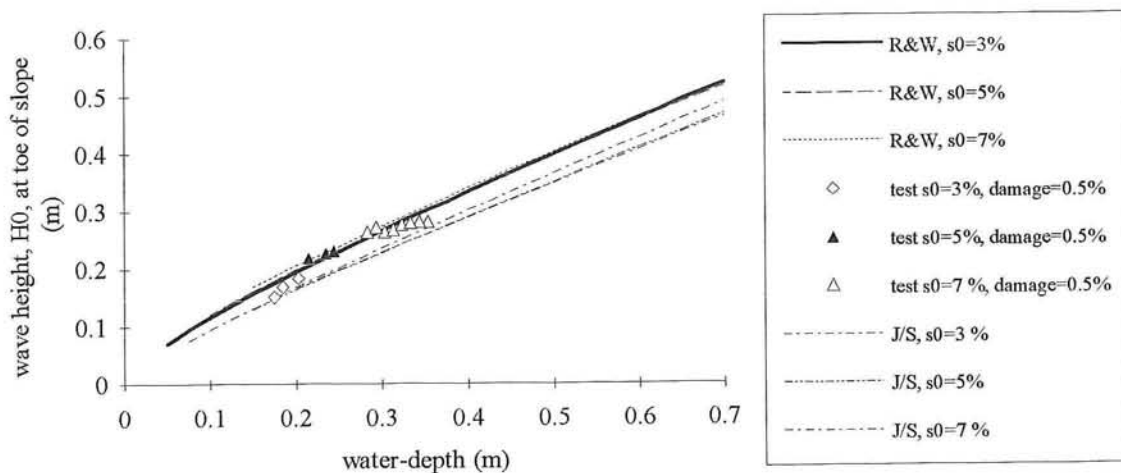 wave height, H0, at toe of slope
(m)
0.6
0.5
0.4
0.3
0.2
0.1
0
0
0.1
0.2
0.3
0.4
0.5
0.6
0.7
water-depth (m)
R&W, s0=3%
R&W, s0=5%
R&W, s0=7%
test s0=3%, damage=0.5%
test s0=5%, damage=0.5%
test s0=7 %, damage=0.5%
J/S, s0=3 %
J/S, s0=5%
J/S, s0=7 %